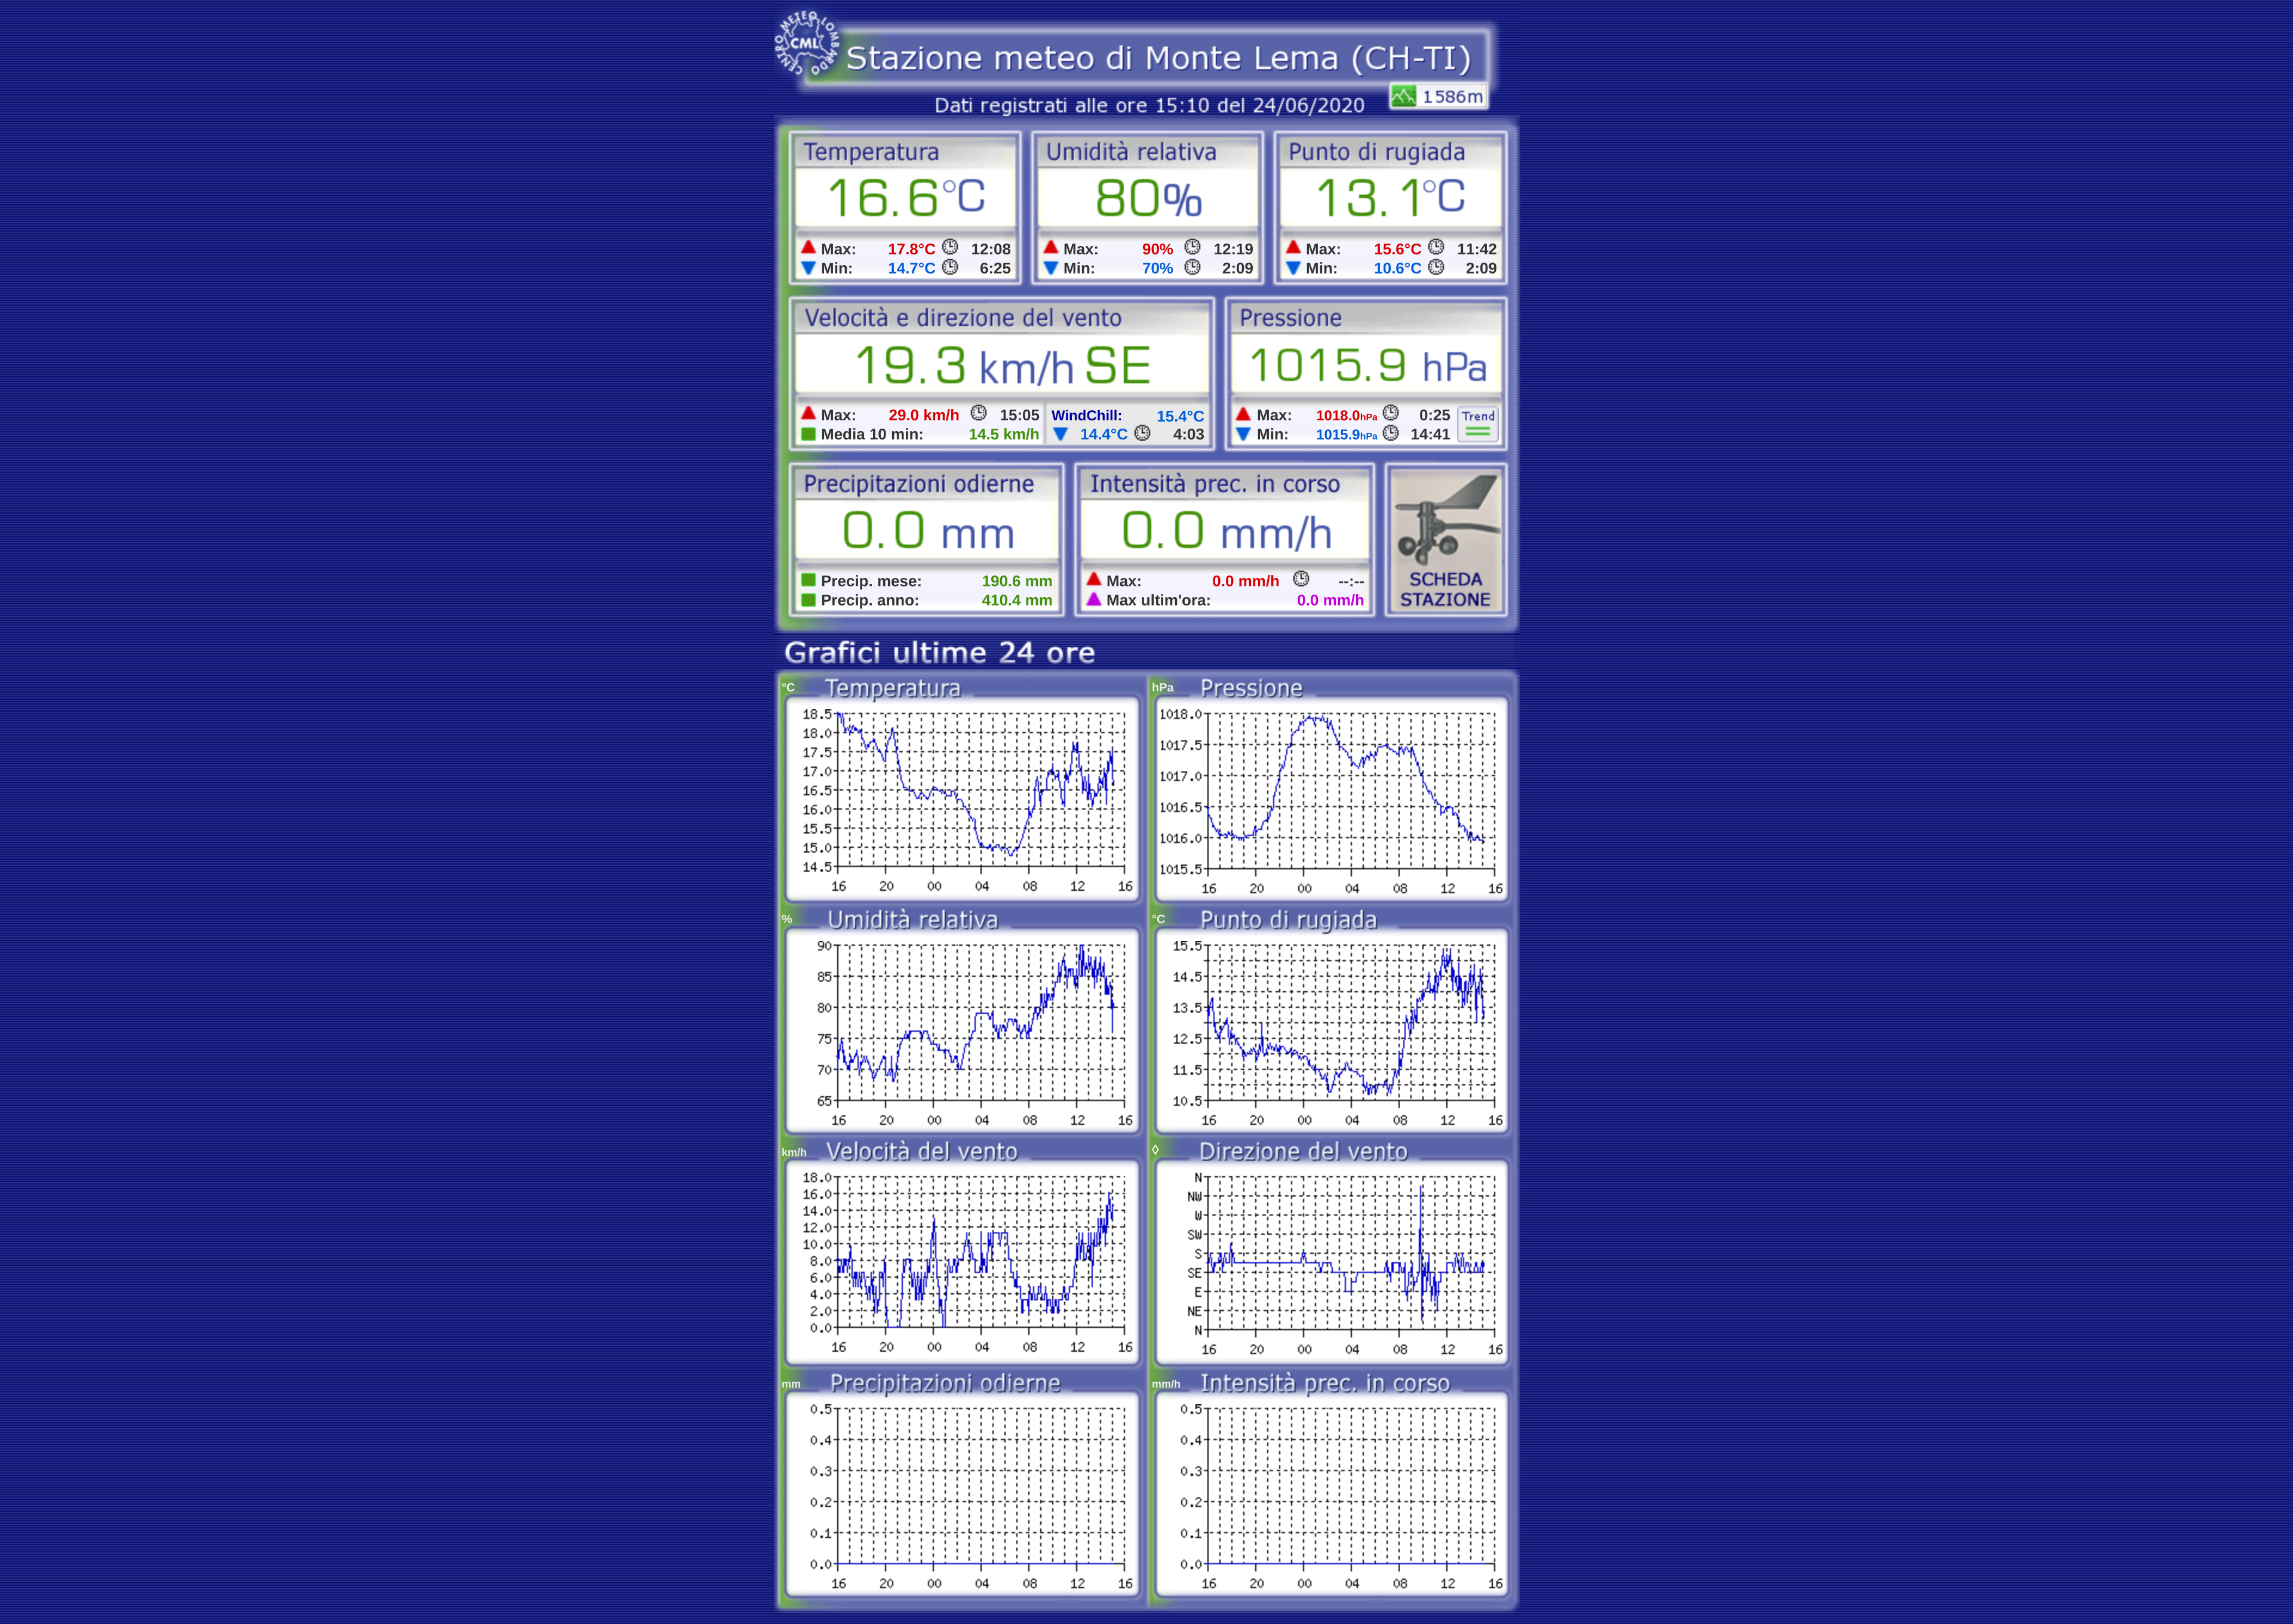 CENTRO METEO LOMBARDO
CML
Stazione meteo di Monte Lema (CH-TI)
Dati registrati alle ore 15:10 del 24/06/2020
1586m
Temperatura
16.6°C
Max: 17.8°C 12:08
Min: 14.7°C 6:25
Umidità relativa
80%
Max: 90% 12:19
Min: 70% 2:09
Punto di rugiada
13.1°C
Max: 15.6°C 11:42
Min: 10.6°C 2:09
Velocità e direzione del vento
19.3 km/h SE
Max: 29.0 km/h 15:05
Media 10 min: 14.5 km/h
WindChill: 15.4°C
14.4°C 4:03
Pressione
1015.9 hPa
Max: 1018.0hPa 0:25
Min: 1015.9hPa 14:41
Trend
Precipitazioni odierne
0.0 mm
Precip. mese: 190.6 mm
Precip. anno: 410.4 mm
Intensità prec. in corso
0.0 mm/h
Max: 0.0 mm/h --:--
Max ultim'ora: 0.0 mm/h
SCHEDA
STAZIONE
Grafici ultime 24 ore
°C Temperatura
18.5
18.0
17.5
17.0
16.5
16.0
15.5
15.0
14.5
16 20 00 04 08 12 16
hPa Pressione
1018.0
1017.5
1017.0
1016.5
1016.0
1015.5
16 20 00 04 08 12 16
% Umidità relativa
90
85
80
75
70
65
16 20 00 04 08 12 16
°C Punto di rugiada
15.5
14.5
13.5
12.5
11.5
10.5
16 20 00 04 08 12 16
km/h Velocità del vento
18.0
16.0
14.0
12.0
10.0
8.0
6.0
4.0
2.0
0.0
16 20 00 04 08 12 16
◊ Direzione del vento
N
NW
W
SW
S
SE
E
NE
N
16 20 00 04 08 12 16
mm Precipitazioni odierne
0.5
0.4
0.3
0.2
0.1
0.0
16 20 00 04 08 12 16
mm/h Intensità prec. in corso
0.5
0.4
0.3
0.2
0.1
0.0
16 20 00 04 08 12 16